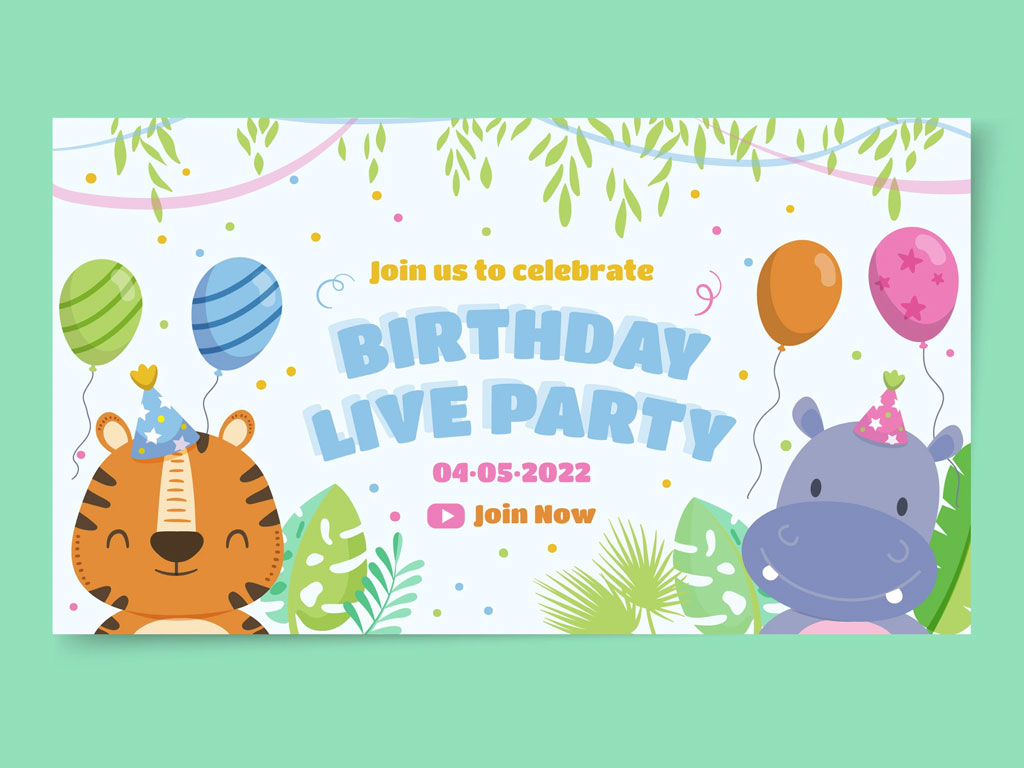 Join us to celebrate
BIRTHDAY
LIVE PARTY
04•05•2022
Join Now